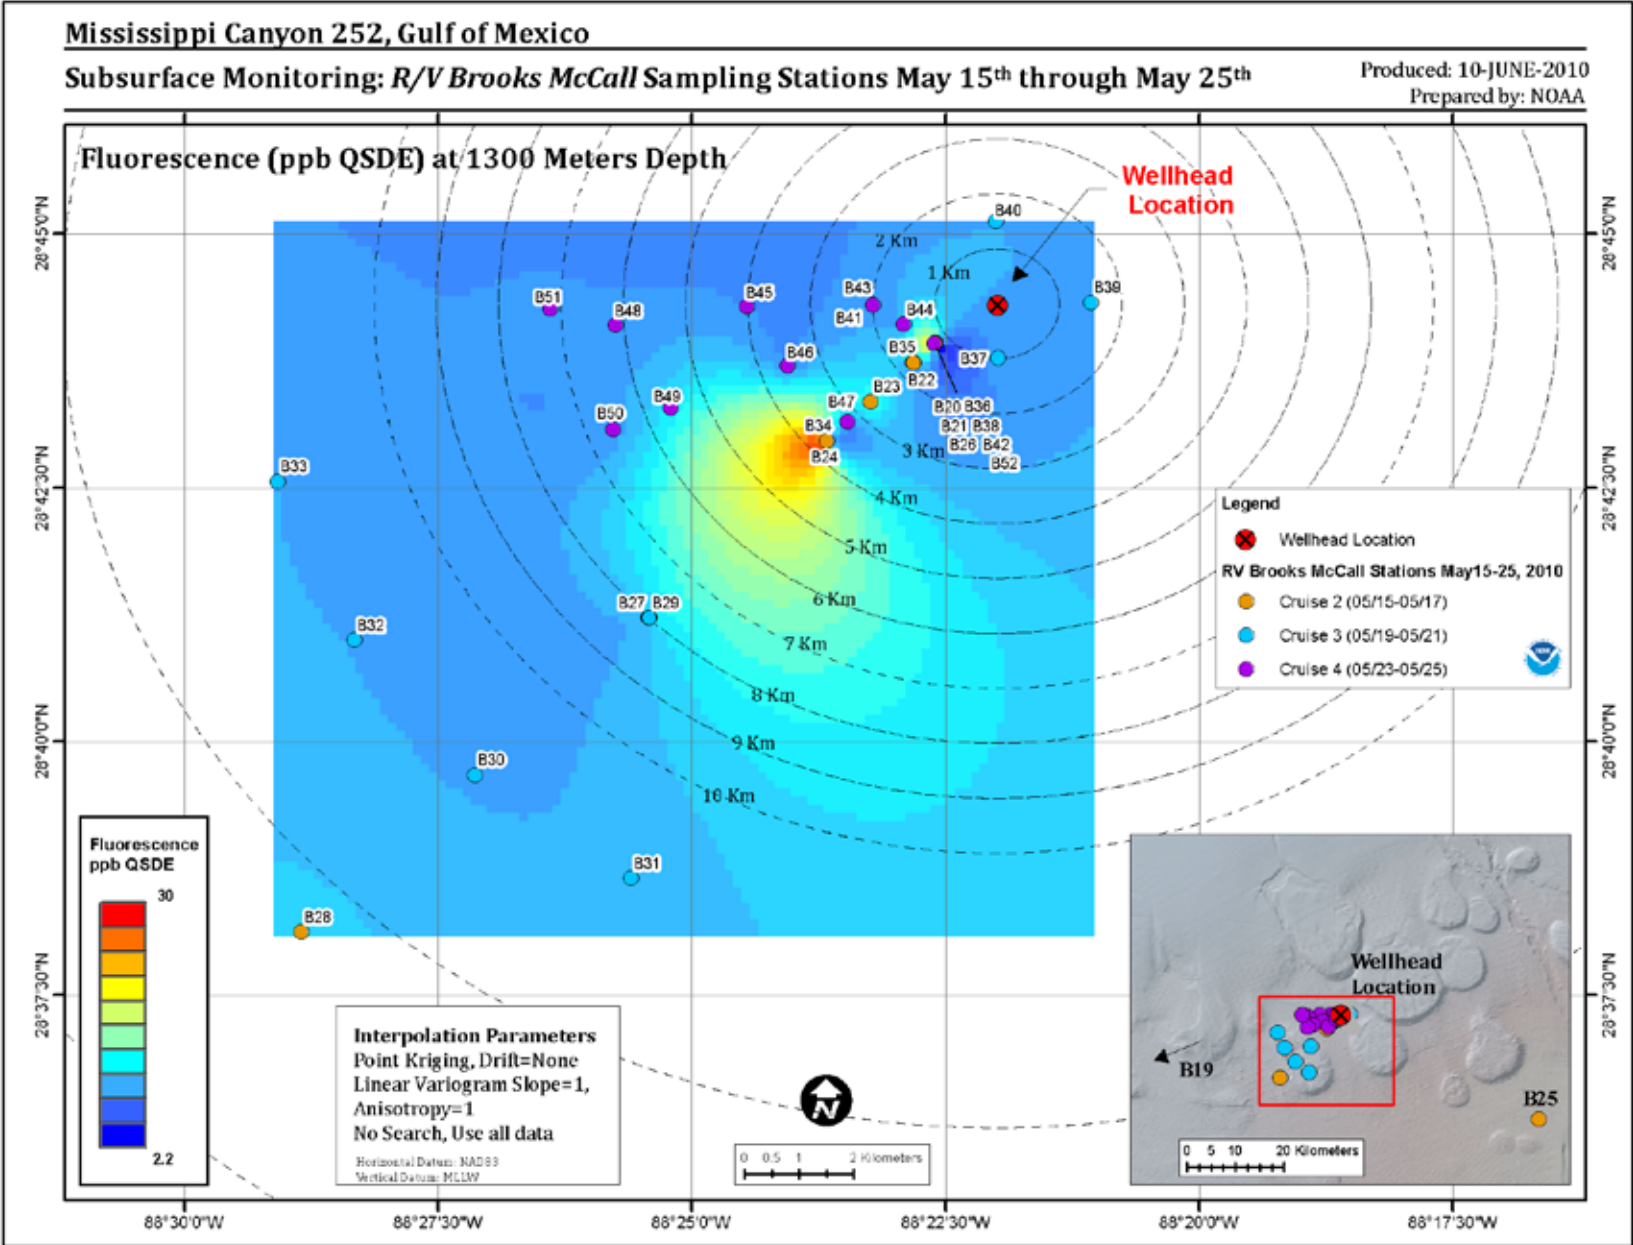 Mississippi Canyon 252, Gulf of Mexico
Subsurface Monitoring: R/V Brooks McCall Sampling Stations May 15th through May 25th
Produced: 10-JUNE-2010
Prepared by: NOAA
Fluorescence (ppb QSDE) at 1300 Meters Depth
Wellhead
Location
B40
2 Km
1 Km
B39
B51
B48
B45
B43
B41
B44
B46
B35
B37
B22
B23
B49
B47
B20 B36
B50
B34
B21 B38
B26 B42
B24
3 Km
B52
B33
4 Km
5 Km
B27 B29
6 Km
B32
7 Km
8 Km
9 Km
B30
10 Km
B31
B28
28°45'0"N
28°42'30"N
28°40'0"N
28°37'30"N
28°45'0"N
28°42'30"N
28°40'0"N
28°37'30"N
Legend
Wellhead Location
RV Brooks McCall Stations May15-25, 2010
Cruise 2 (05/15-05/17)
Cruise 3 (05/19-05/21)
Cruise 4 (05/23-05/25)
Fluorescence
ppb QSDE
30
2.2
Interpolation Parameters
Point Kriging, Drift=None
Linear Variogram Slope=1,
Anisotropy=1
No Search, Use all data
Horizontal Datum: NAD83
Vertical Datum: MLLW
N
0 0.5 1 2 Kilometers
Wellhead
Location
B19
B25
0 5 10 20 Kilometers
88°30'0"W
88°27'30"W
88°25'0"W
88°22'30"W
88°20'0"W
88°17'30"W